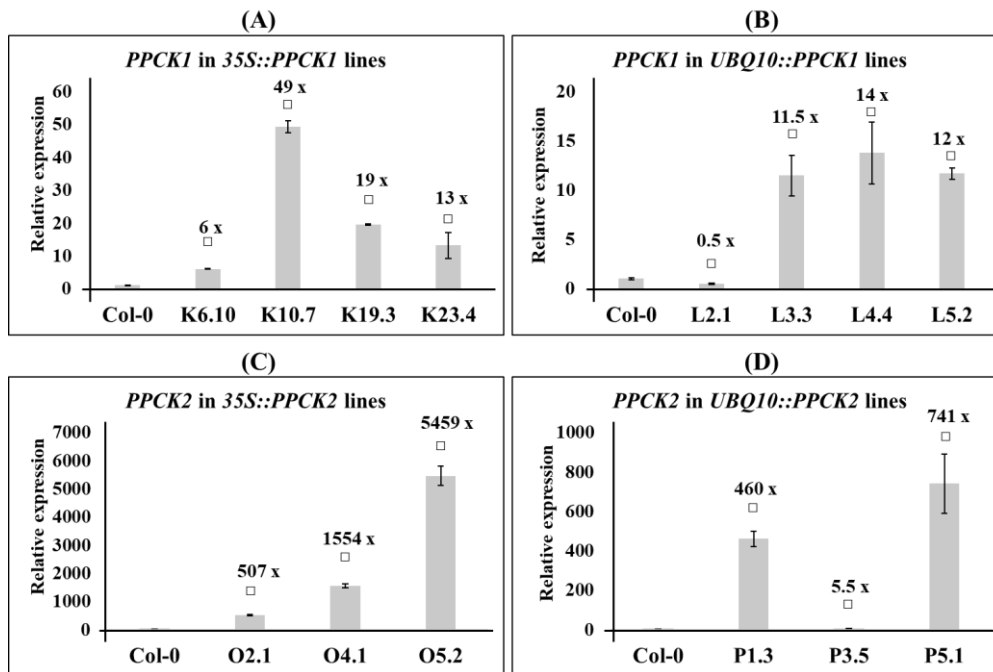 (A)
PPCK1 in 35S::PPCK1 lines
Relative expression
60
50
40
30
20
10
0
6 x
49 x
19 x
13 x
Col-0 K6.10 K10.7 K19.3 K23.4
(B)
PPCK1 in UBQ10::PPCK1 lines
Relative expression
20
15
10
5
0
0.5 x
11.5 x
14 x
12 x
Col-0 L2.1 L3.3 L4.4 L5.2
(C)
PPCK2 in 35S::PPCK2 lines
Relative expression
7000
6000
5000
4000
3000
2000
1000
0
507 x
1554 x
5459 x
Col-0 O2.1 O4.1 O5.2
(D)
PPCK2 in UBQ10::PPCK2 lines
Relative expression
1000
800
600
400
200
0
460 x
5.5 x
741 x
Col-0 P1.3 P3.5 P5.1